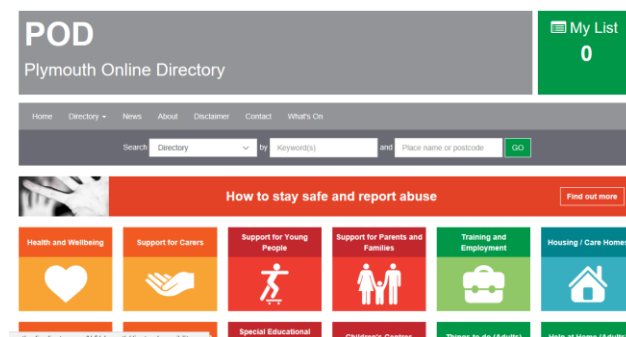 POD
Plymouth Online Directory
My List
0
Home Directory News About Disclaimer Contact What's On
Search Directory by Keyword(s) and Place name or postcode GO
How to stay safe and report abuse
Find out more
Health and Wellbeing
Support for Carers
Support for Young
People
Support for Parents and
Families
Training and
Employment
Housing / Care Homes
Special Educational
Children's Centres
Things to do (Adults)
Help at Home (Adults)